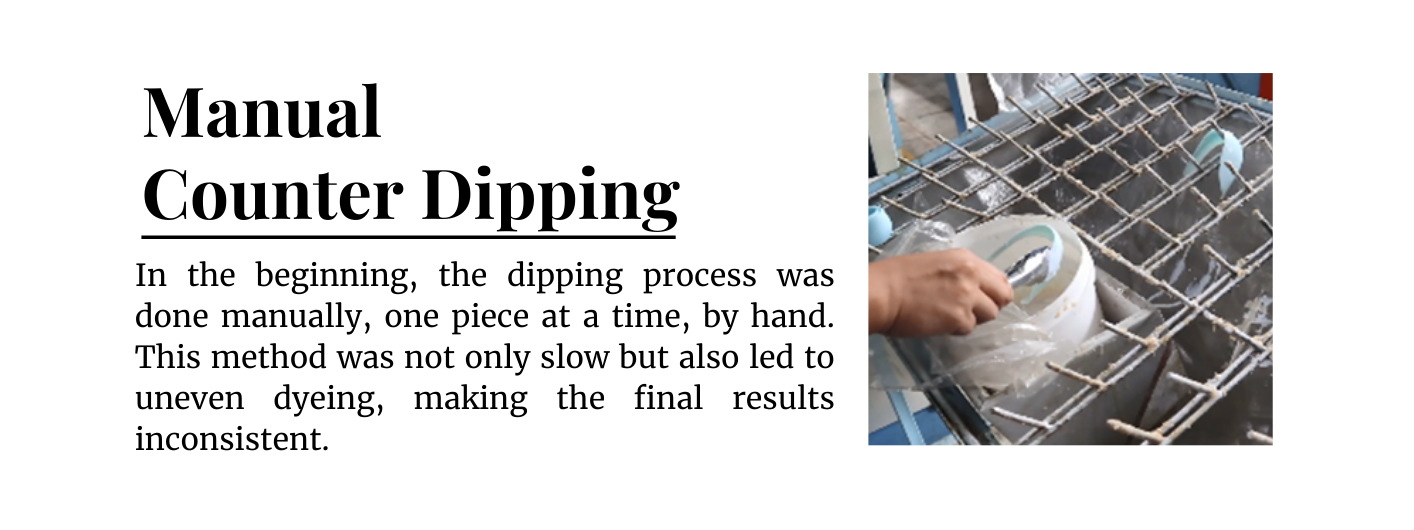 Manual
Counter Dipping
In the beginning, the dipping process was
done manually, one piece at a time, by hand.
This method was not only slow but also led to
uneven dyeing, making the final results
inconsistent.